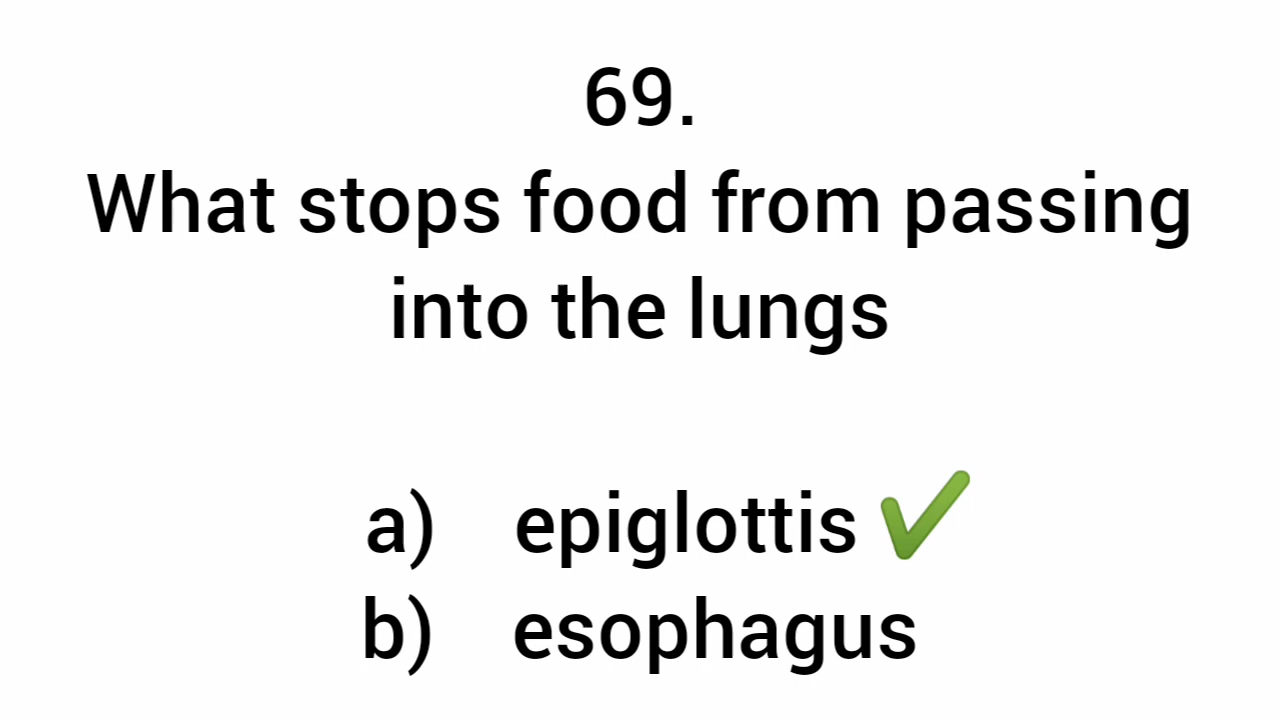 69.
What stops food from passing
into the lungs
a) epiglottis ✔
b) esophagus